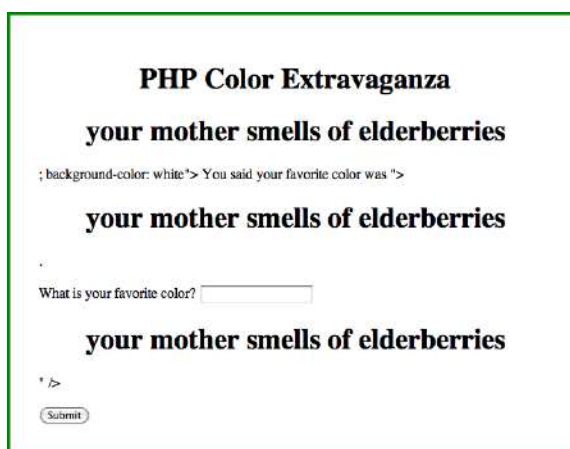 PHP Color Extravaganza
your mother smells of elderberries
; background-color: white"> You said your favorite color was ">
your mother smells of elderberries
.
What is your favorite color?
your mother smells of elderberries
" />
Submit